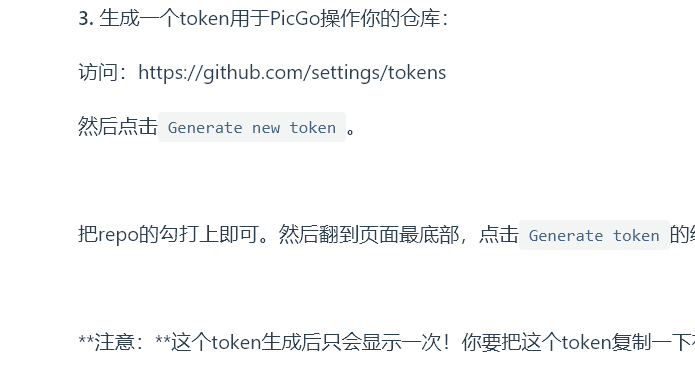 3. 生成一个token用于PicGo操作你的仓库：
访问：https://github.com/settings/tokens
然后点击 Generate new token 。
把repo的勾打上即可。然后翻到页面最底部，点击 Generate token 的
**注意：**这个token生成后只会显示一次！你要把这个token复制一下